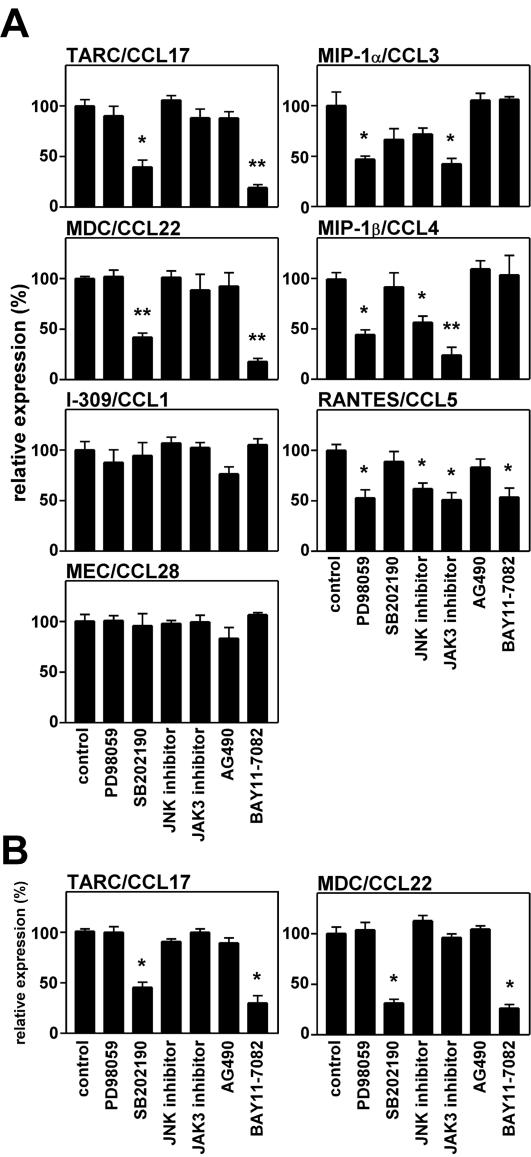 A
TARC/CCL17
100
*
50
**
0
MDC/CCL22
100
**
50
**
0
I-309/CCL1
100
50
0
MEC/CCL28
100
50
0
relative expression (%)
control
PD98059
SB202190
JNK inhibitor
JAK3 inhibitor
AG490
BAY11-7082
MIP-1α/CCL3
100
* *
50
0
MIP-1β/CCL4
100
* * **
50
0
RANTES/CCL5
100
* * * *
50
0
control
PD98059
SB202190
JNK inhibitor
JAK3 inhibitor
AG490
BAY11-7082
B
TARC/CCL17
relative expression (%)
100
* *
50
0
control
PD98059
SB202190
JNK inhibitor
JAK3 inhibitor
AG490
BAY11-7082
MDC/CCL22
100
* *
50
0
control
PD98059
SB202190
JNK inhibitor
JAK3 inhibitor
AG490
BAY11-7082